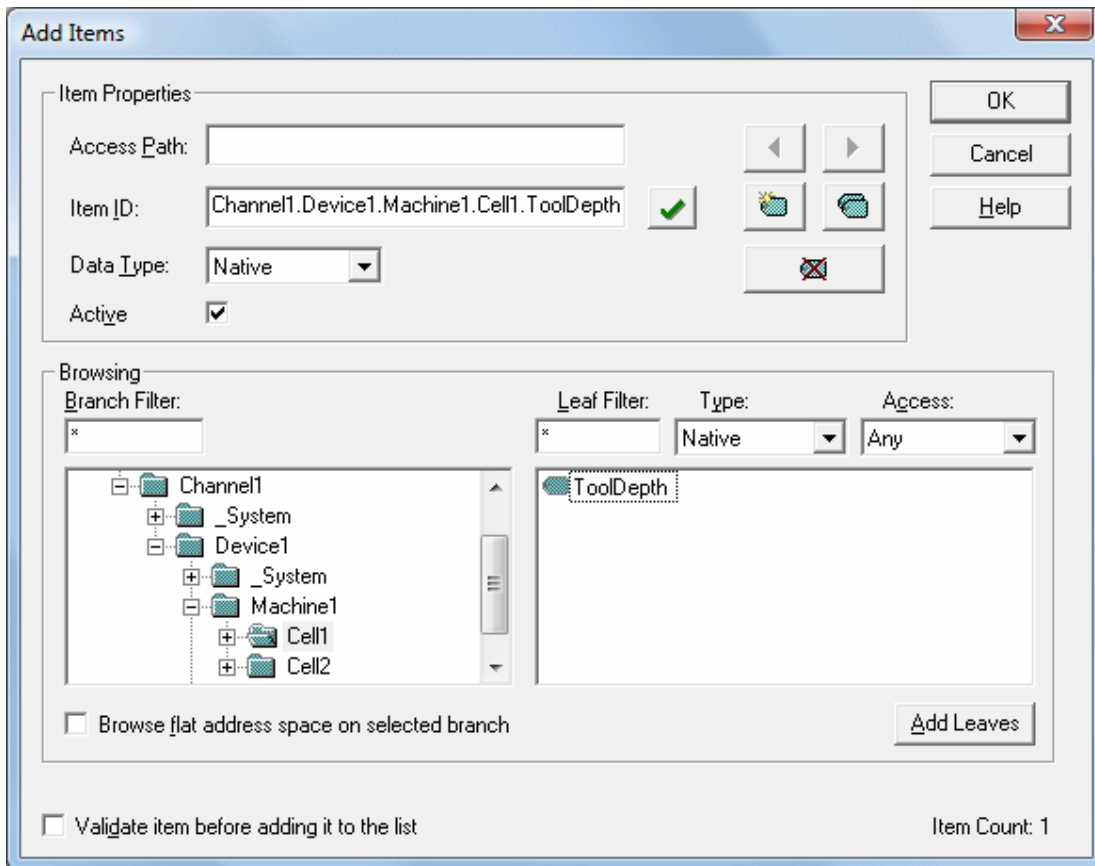 Add Items
Item Properties
OK
Access Path:
Cancel
Item ID: Channel1.Device1.Machine1.Cell1.ToolDepth
Help
Data Type: Native
Active
Browsing
Branch Filter: Leaf Filter: Type: Access:
* * Native Any
Channel1 ToolDepth
_System
Device1
_System
Machine1
Cell1
Cell2
Browse flat address space on selected branch Add Leaves
Validate item before adding it to the list Item Count: 1